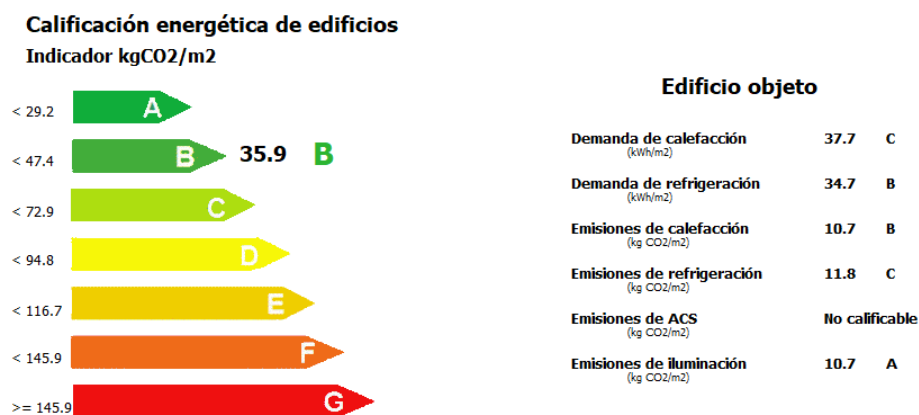 Calificación energética de edificios
Indicador kgCO2/m2
< 29.2 A
< 47.4 B 35.9 B
< 72.9 C
< 94.8 D
< 116.7 E
< 145.9 F
>= 145.9 G
Edificio objeto
Demanda de calefacción 37.7 C
(kWh/m2)
Demanda de refrigeración 34.7 B
(kWh/m2)
Emisiones de calefacción 10.7 B
(kg CO2/m2)
Emisiones de refrigeración 11.8 C
(kg CO2/m2)
Emisiones de ACS No calificable
(kg CO2/m2)
Emisiones de iluminación 10.7 A
(kg CO2/m2)